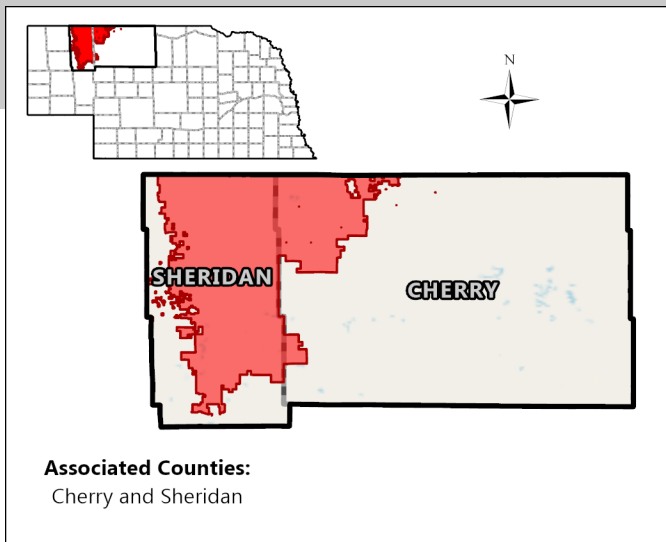 N
SHERIDAN
CHERRY
Associated Counties:
Cherry and Sheridan